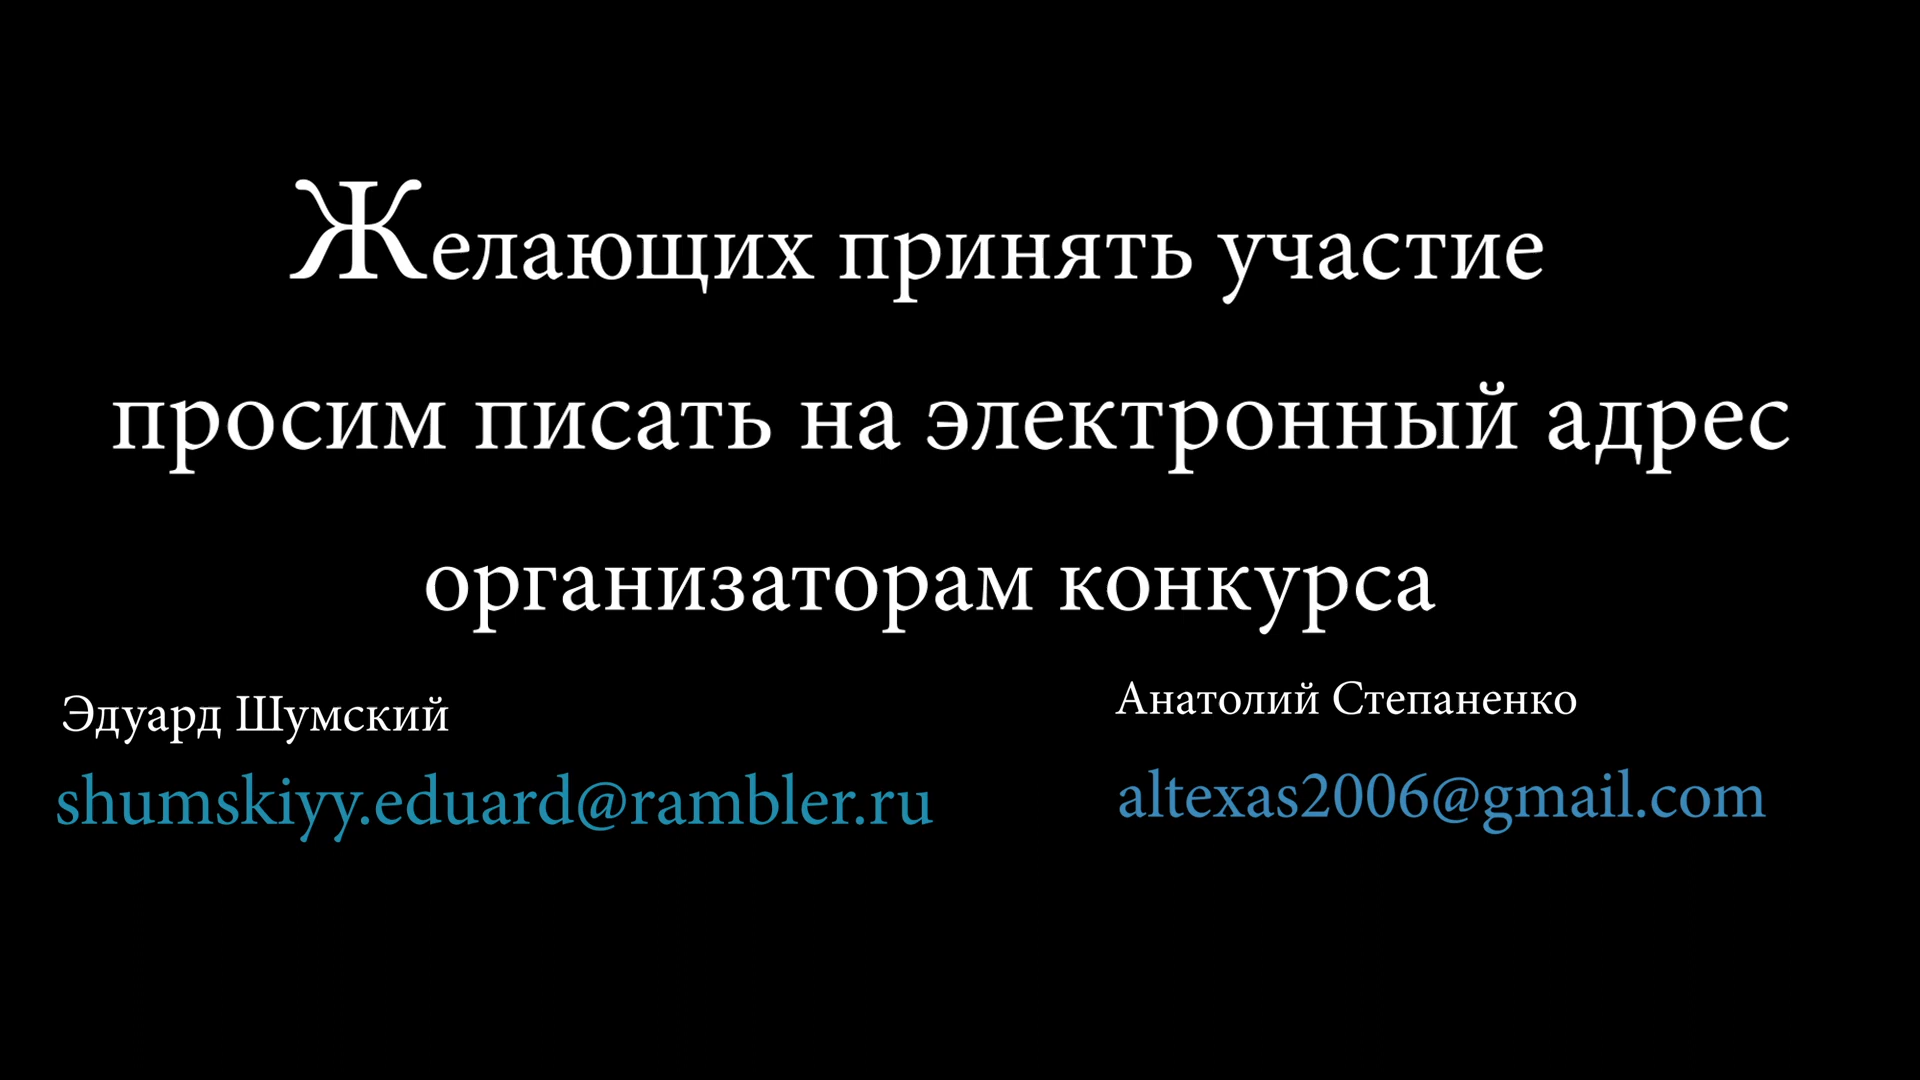 Желающих принять участие
просим писать на электронный адрес
организаторам конкурса
Эдуард Шумский
shumskiyy.eduard@rambler.ru
Анатолий Степаненко
altexas2006@gmail.com